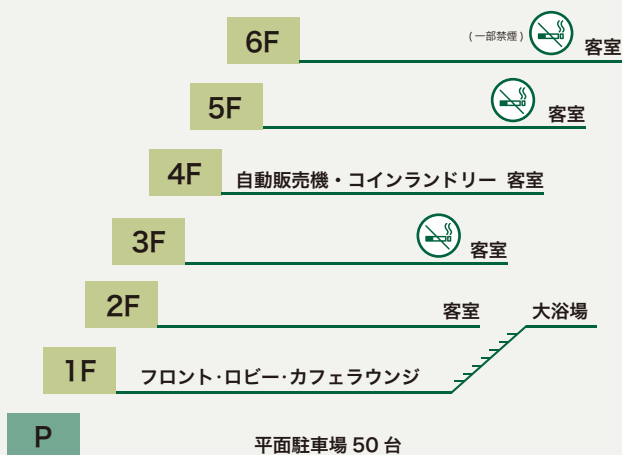 6F (一部禁煙) 客室
5F 客室
4F 自動販売機・コインランドリー 客室
3F 客室
2F 客室 大浴場
1F フロント・ロビー・カフェラウンジ
P 平面駐車場 50 台